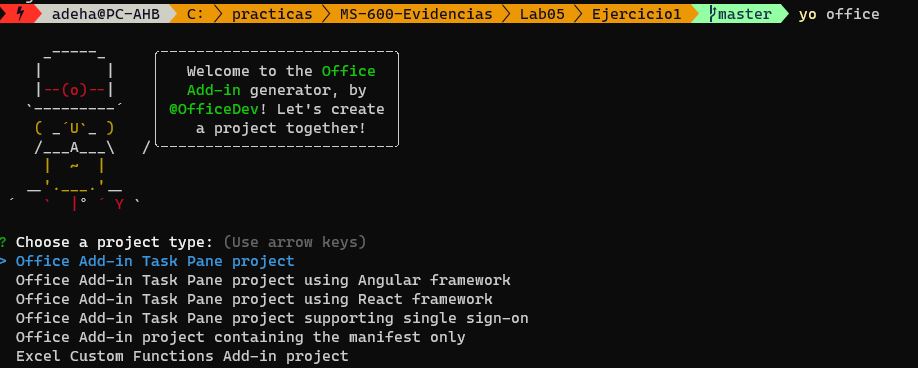 adeha@PC-AHB C: practicas MS-600-Evidencias Lab05 Ejercicio1 master yo office
Welcome to the Office
Add-in generator, by
@OfficeDev! Let's create
a project together!
? Choose a project type: (Use arrow keys)
> Office Add-in Task Pane project
Office Add-in Task Pane project using Angular framework
Office Add-in Task Pane project using React framework
Office Add-in Task Pane project supporting single sign-on
Office Add-in project containing the manifest only
Excel Custom Functions Add-in project